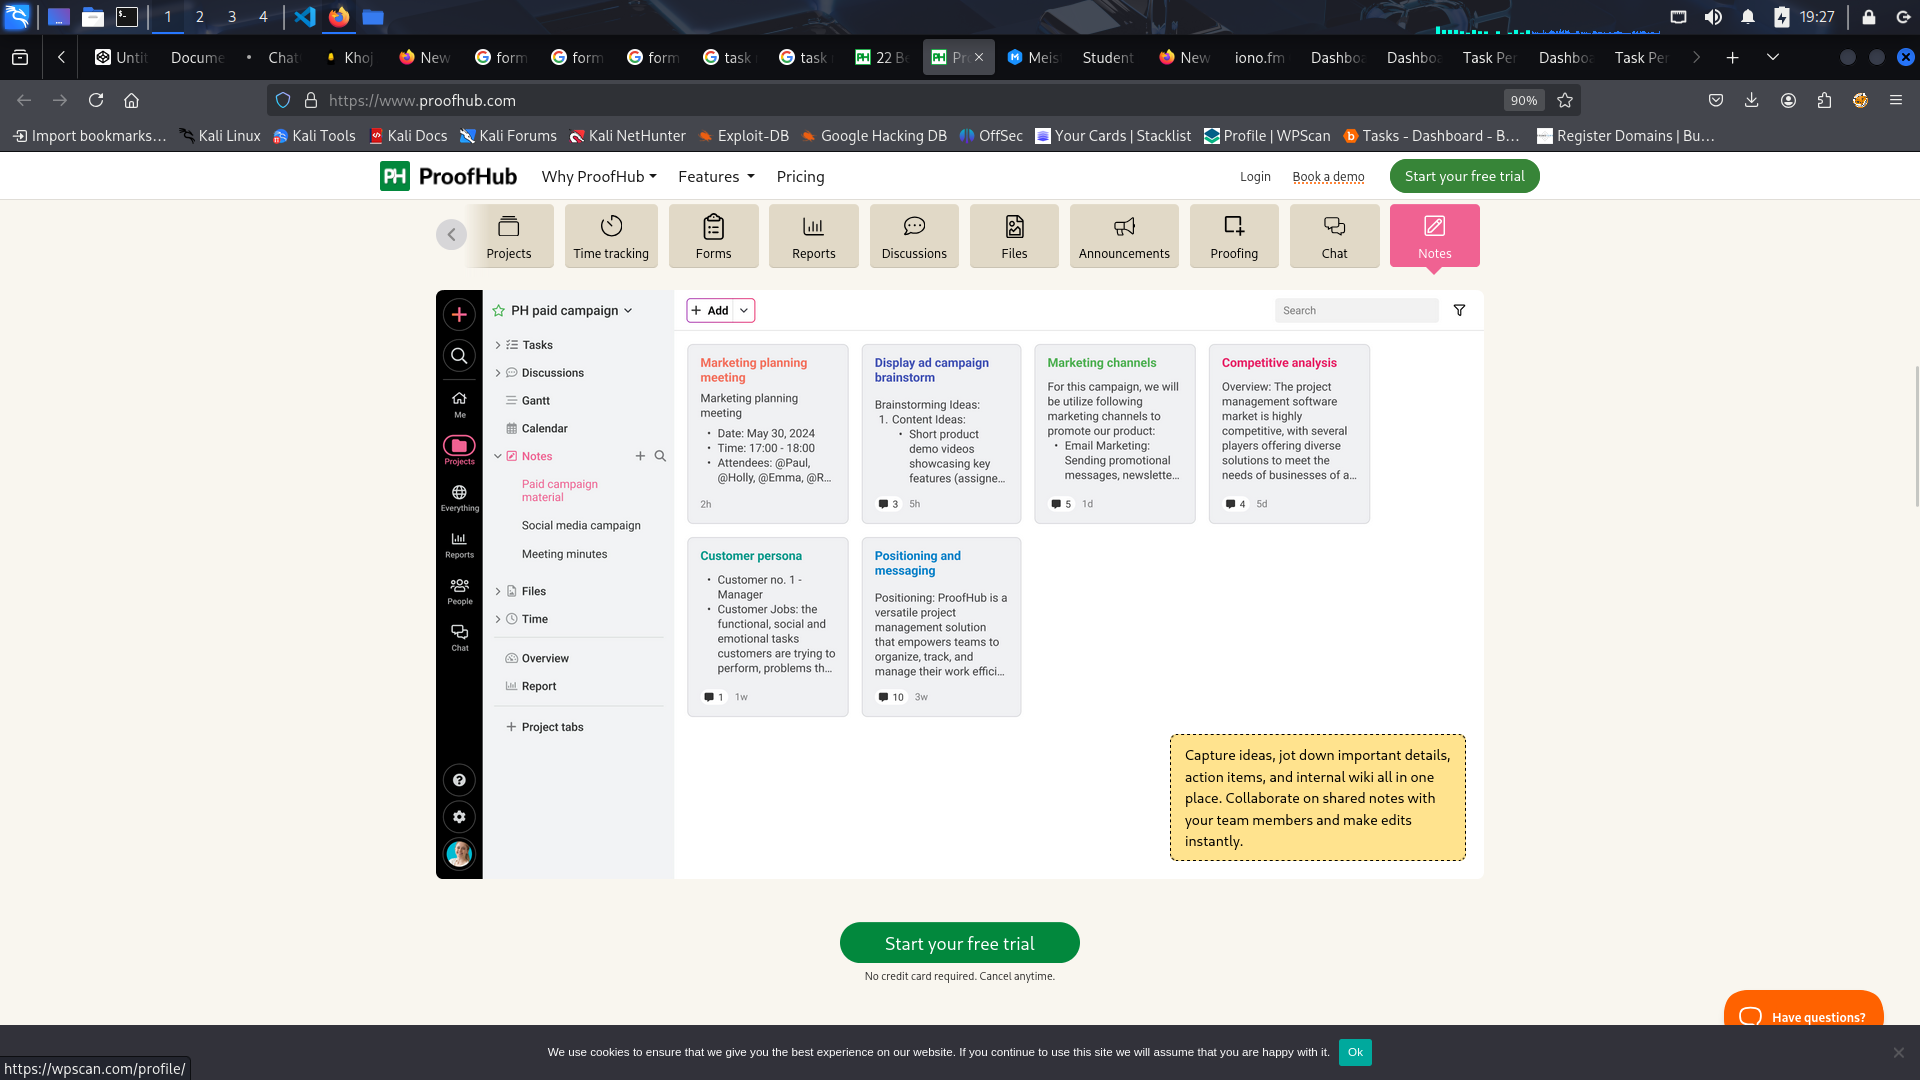 1 2 3 4 19:27
Untit Docume • Chat Khoj New form form form task task 22 Be Pr Meis Student New iono.fm Dashbo Dashbo Task Per Dashbo Task Per
https://www.proofhub.com 90%
Import bookmarks... Kali Linux Kali Tools Kali Docs Kali Forums Kali NetHunter Exploit-DB Google Hacking DB OffSec Your Cards | Stacklist Profile | WPScan Tasks - Dashboard - B... Register Domains | Bu...
PH ProofHub Why ProofHub Features Pricing Login Book a demo Start your free trial
Projects Time tracking Forms Reports Discussions Files Announcements Proofing Chat Notes
PH paid campaign
Tasks
Discussions
Gantt
Calendar
Notes
Paid campaign
material
Social media campaign
Meeting minutes
Files
Time
Overview
Report
Project tabs
Me
Projects
Everything
Reports
People
Chat
+ Add
Search
Marketing planning
meeting
Marketing planning
meeting
• Date: May 30, 2024
• Time: 17:00 - 18:00
• Attendees: @Paul,
@Holly, @Emma, @R...
2h
Display ad campaign
brainstorm
Brainstorming Ideas:
1. Content Ideas:
• Short product
demo videos
showcasing key
features (assigne...
3 5h
Marketing channels
For this campaign, we will
be utilize following
marketing channels to
promote our product:
• Email Marketing:
Sending promotional
messages, newslette...
5 1d
Competitive analysis
Overview: The project
management software
market is highly
competitive, with several
players offering diverse
solutions to meet the
needs of businesses of a...
4 5d
Customer persona
• Customer no. 1 -
Manager
• Customer Jobs: the
functional, social and
emotional tasks
customers are trying to
perform, problems th...
1 1w
Positioning and
messaging
Positioning: ProofHub is a
versatile project
management solution
that empowers teams to
organize, track, and
manage their work effici...
10 3w
Capture ideas, jot down important details,
action items, and internal wiki all in one
place. Collaborate on shared notes with
your team members and make edits
instantly.
Start your free trial
No credit card required. Cancel anytime.
Have questions?
We use cookies to ensure that we give you the best experience on our website. If you continue to use this site we will assume that you are happy with it. Ok
https://wpscan.com/profile/